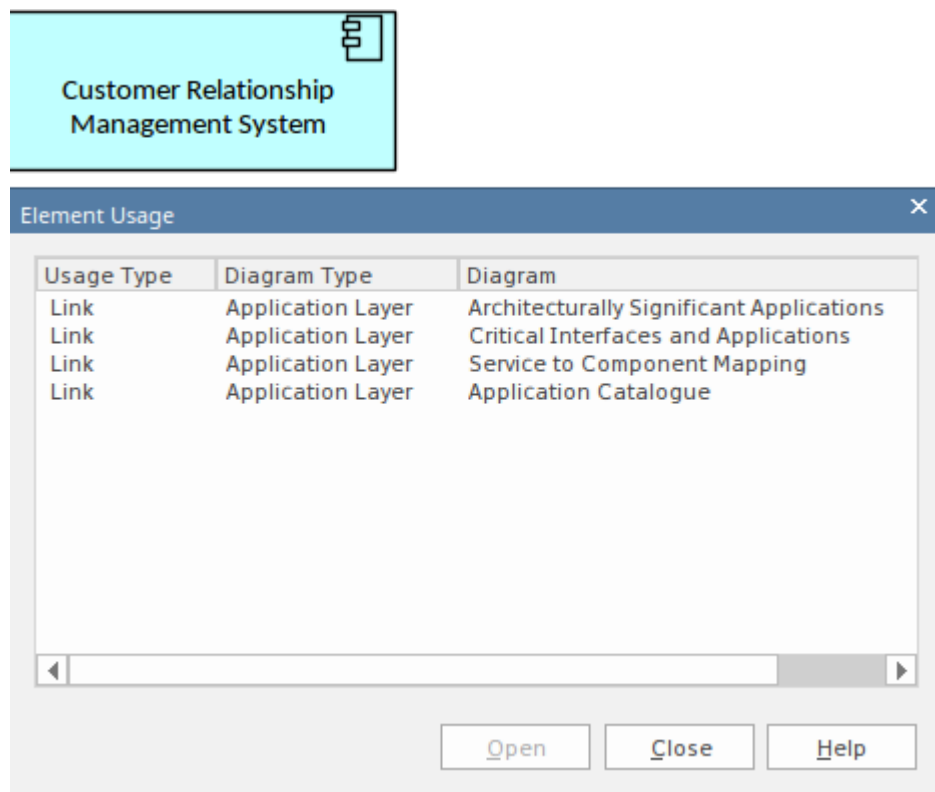 Customer Relationship
Management System
Element Usage
Usage Type Diagram Type Diagram
Link Application Layer Architecturally Significant Applications
Link Application Layer Critical Interfaces and Applications
Link Application Layer Service to Component Mapping
Link Application Layer Application Catalogue
Open Close Help